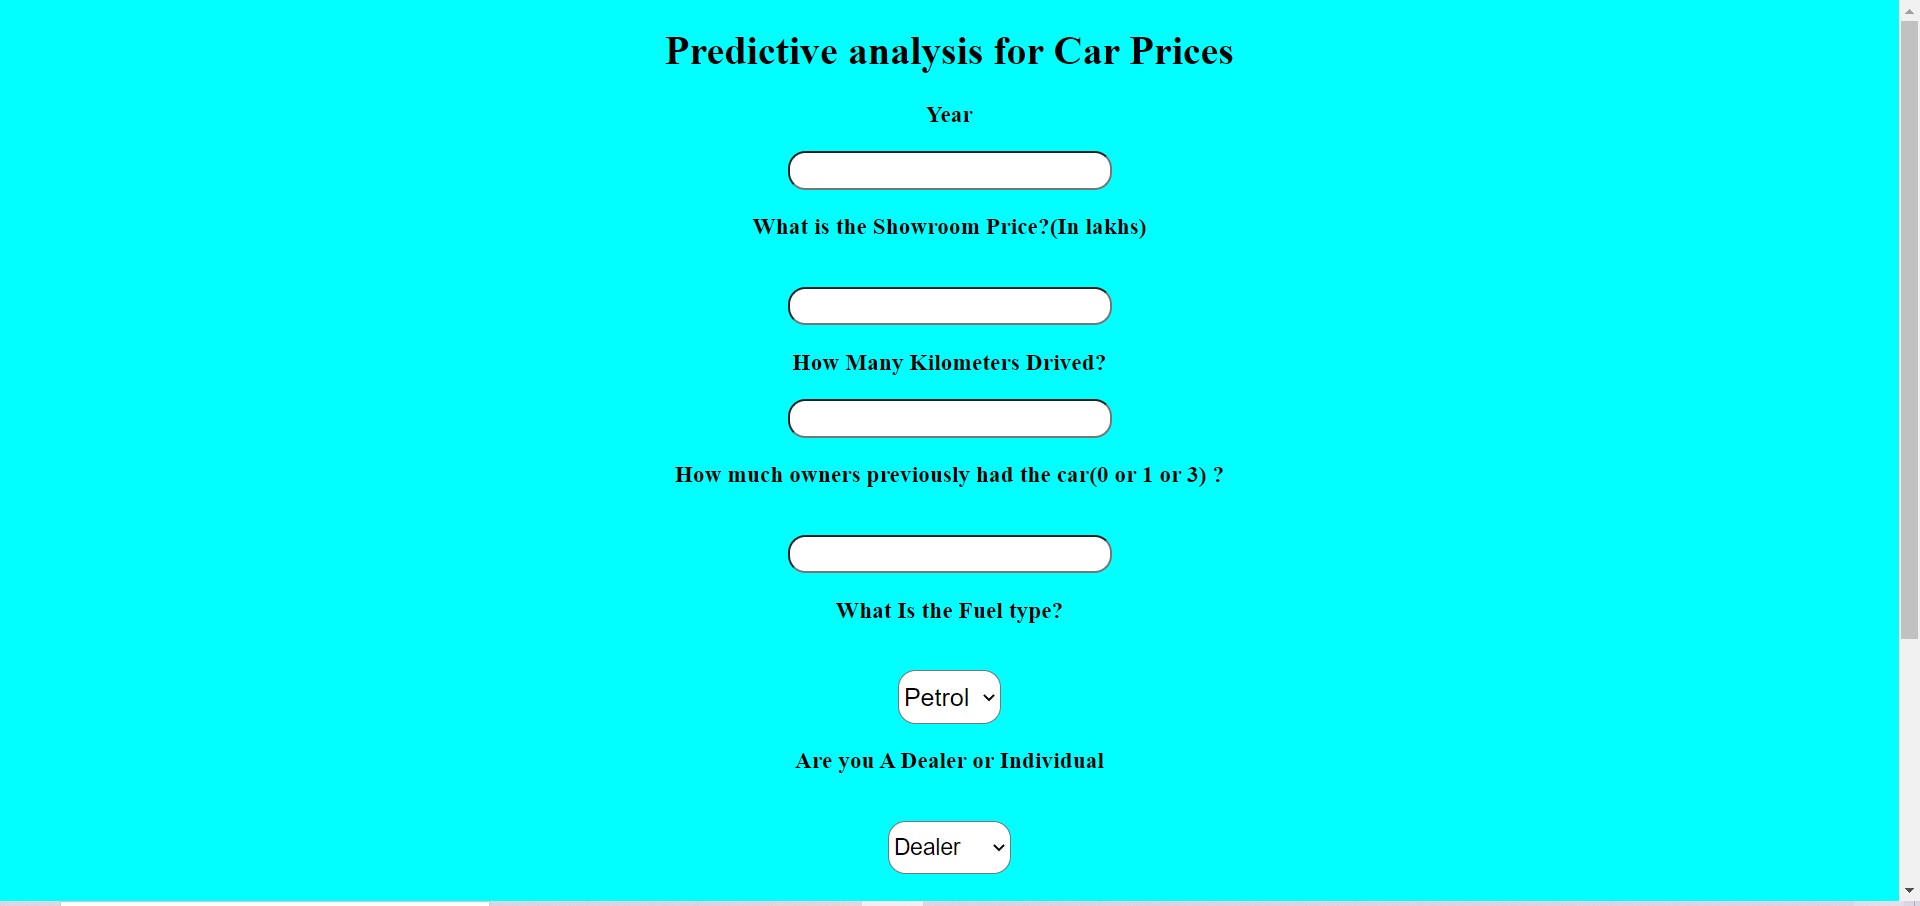 Predictive analysis for Car Prices
Year
What is the Showroom Price?(In lakhs)
How Many Kilometers Drived?
How much owners previously had the car(0 or 1 or 3) ?
What Is the Fuel type?
Petrol
Are you A Dealer or Individual
Dealer